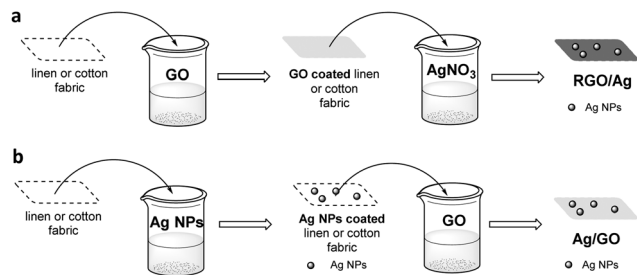 a
linen or cotton
fabric
GO
GO coated linen
or cotton
fabric
AgNO3
RGO/Ag
Ag NPs
b
linen or cotton
fabric
Ag NPs
Ag NPs coated
linen or cotton
fabric
Ag NPs
GO
Ag/GO
Ag NPs